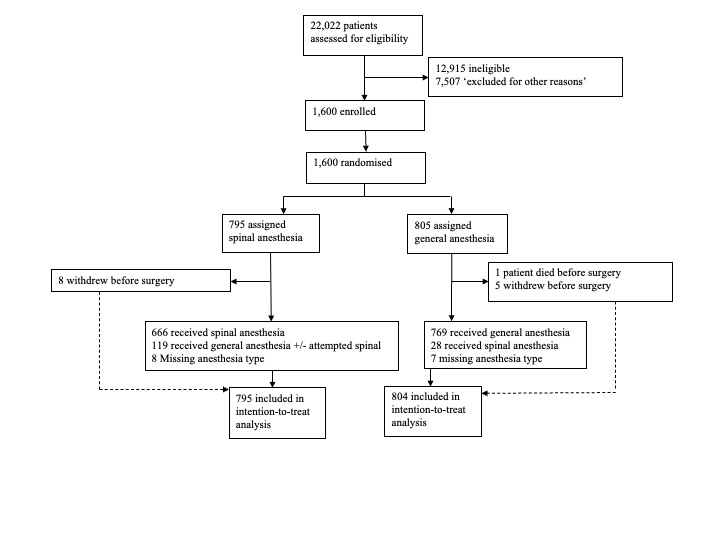 22,022 patients
assessed for eligibility
12,915 ineligible
7,507 ‘excluded for other reasons’
1,600 enrolled
1,600 randomised
795 assigned
spinal anesthesia
805 assigned
general anesthesia
8 withdrew before surgery
1 patient died before surgery
5 withdrew before surgery
666 received spinal anesthesia
119 received general anesthesia +/- attempted spinal
8 Missing anesthesia type
769 received general anesthesia
28 received spinal anesthesia
7 missing anesthesia type
795 included in
intention-to-treat
analysis
804 included in
intention-to-treat
analysis